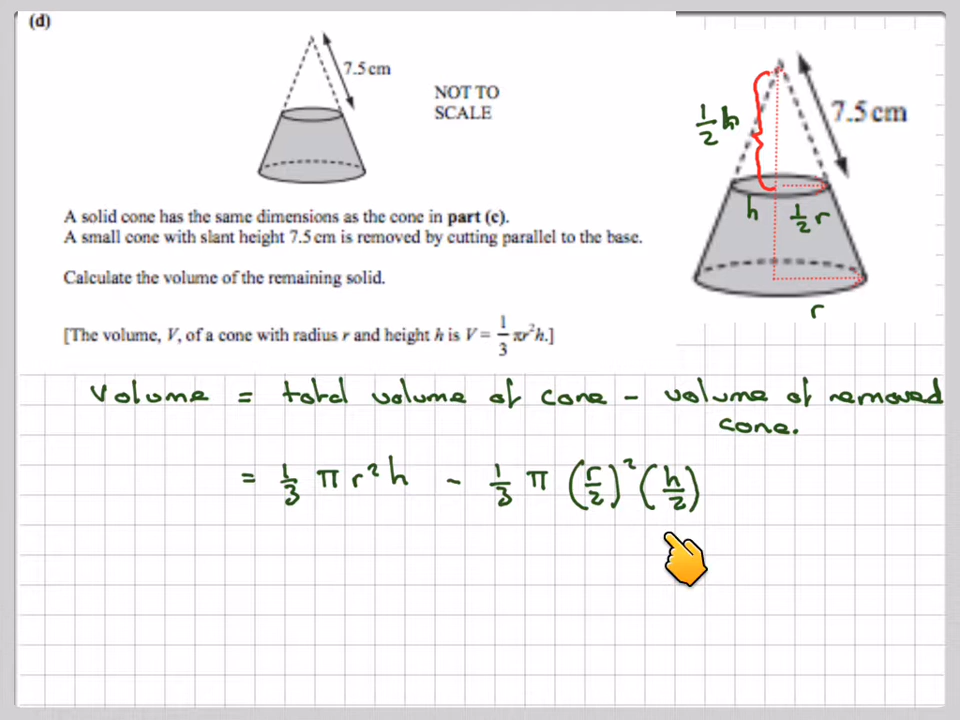 (d)
7.5 cm
NOT TO
SCALE
A solid cone has the same dimensions as the cone in part (c).
A small cone with slant height 7.5 cm is removed by cutting parallel to the base.
Calculate the volume of the remaining solid.
[The volume, V, of a cone with radius r and height h is V = 1/3 πr²h.]
1/2 h
7.5 cm
h
1/2 r
r
Volume = total volume of cone - volume of removed
cone.
= 1/3 π r² h - 1/3 π (r/2)² (h/2)